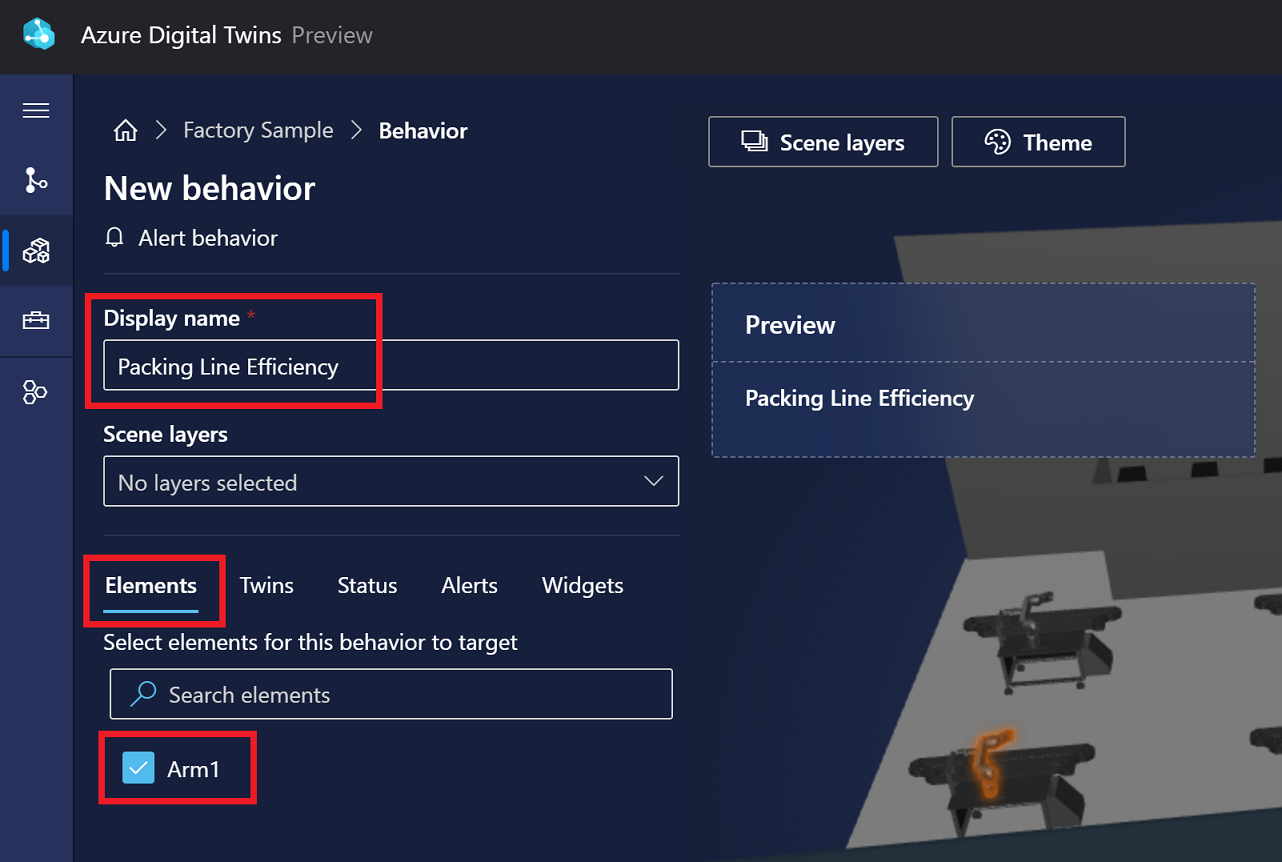 Azure Digital Twins Preview
Factory Sample Behavior
Scene layers
Theme
New behavior
Alert behavior
Display name *
Packing Line Efficiency
Scene layers
No layers selected
Elements Twins Status Alerts Widgets
Select elements for this behavior to target
Search elements
Arm1
Preview
Packing Line Efficiency